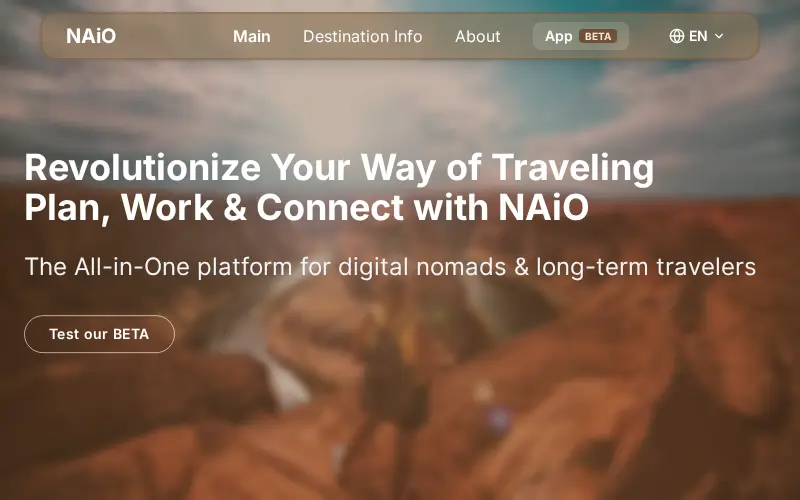 NAiO
Main
Destination Info
About
App BETA
EN
Revolutionize Your Way of Traveling
Plan, Work & Connect with NAiO
The All-in-One platform for digital nomads & long-term travelers
Test our BETA